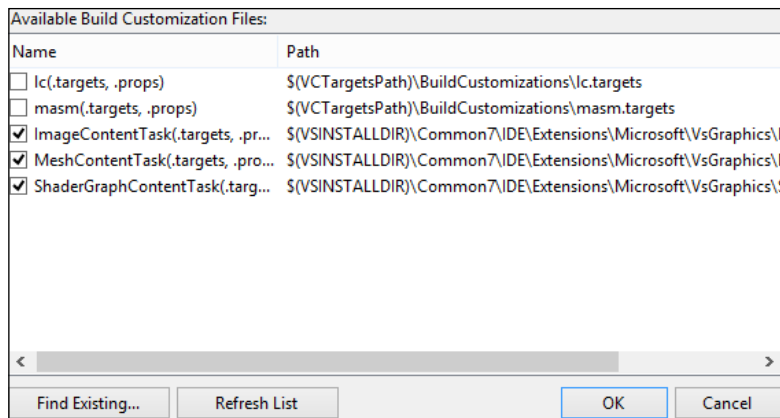 Available Build Customization Files:
Name Path
lc(.targets, .props) $(VCTargetsPath)\BuildCustomizations\lc.targets
masm(.targets, .props) $(VCTargetsPath)\BuildCustomizations\masm.targets
ImageContentTask(.targets, .pr... $(VSINSTALLDIR)\Common7\IDE\Extensions\Microsoft\VsGraphics\
MeshContentTask(.targets, .pro... $(VSINSTALLDIR)\Common7\IDE\Extensions\Microsoft\VsGraphics\
ShaderGraphContentTask(.targ... $(VSINSTALLDIR)\Common7\IDE\Extensions\Microsoft\VsGraphics\
Find Existing... Refresh List OK Cancel